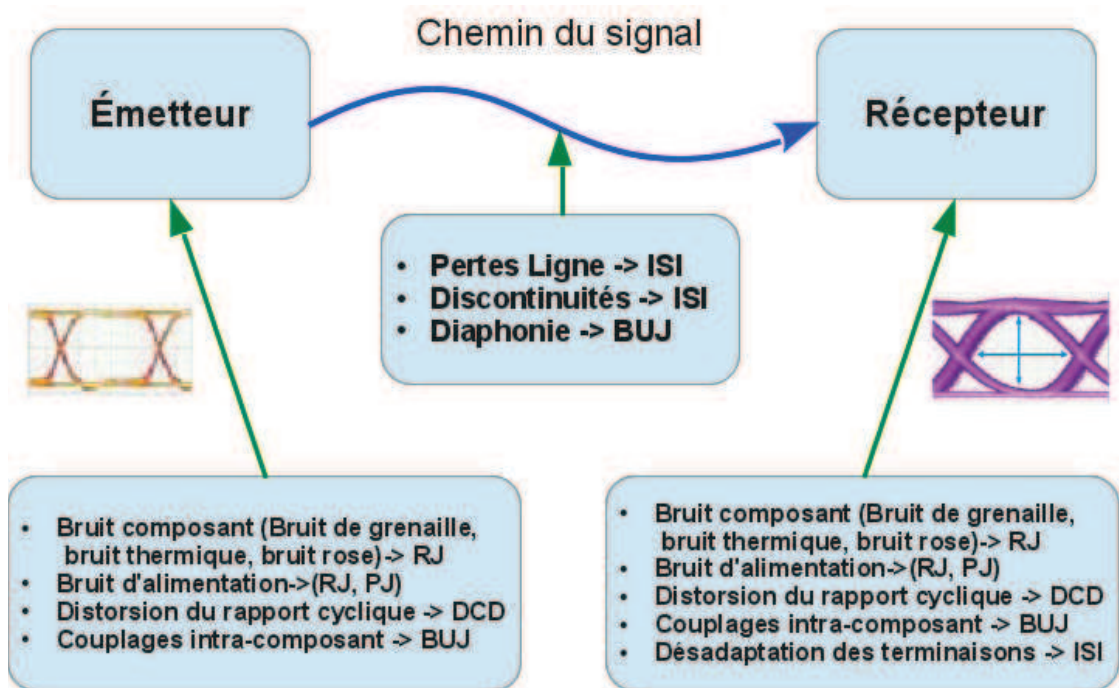 Chemin du signal
Émetteur
Récepteur
• Pertes Ligne -> ISI
• Discontinuités -> ISI
• Diaphonie -> BUJ
• Bruit composant (Bruit de grenaille,
bruit thermique, bruit rose)-> RJ
• Bruit d'alimentation->(RJ, PJ)
• Distorsion du rapport cyclique -> DCD
• Couplages intra-composant -> BUJ
• Bruit composant (Bruit de grenaille,
bruit thermique, bruit rose)-> RJ
• Bruit d'alimentation->(RJ, PJ)
• Distorsion du rapport cyclique -> DCD
• Couplages intra-composant -> BUJ
• Désadaptation des terminaisons -> ISI